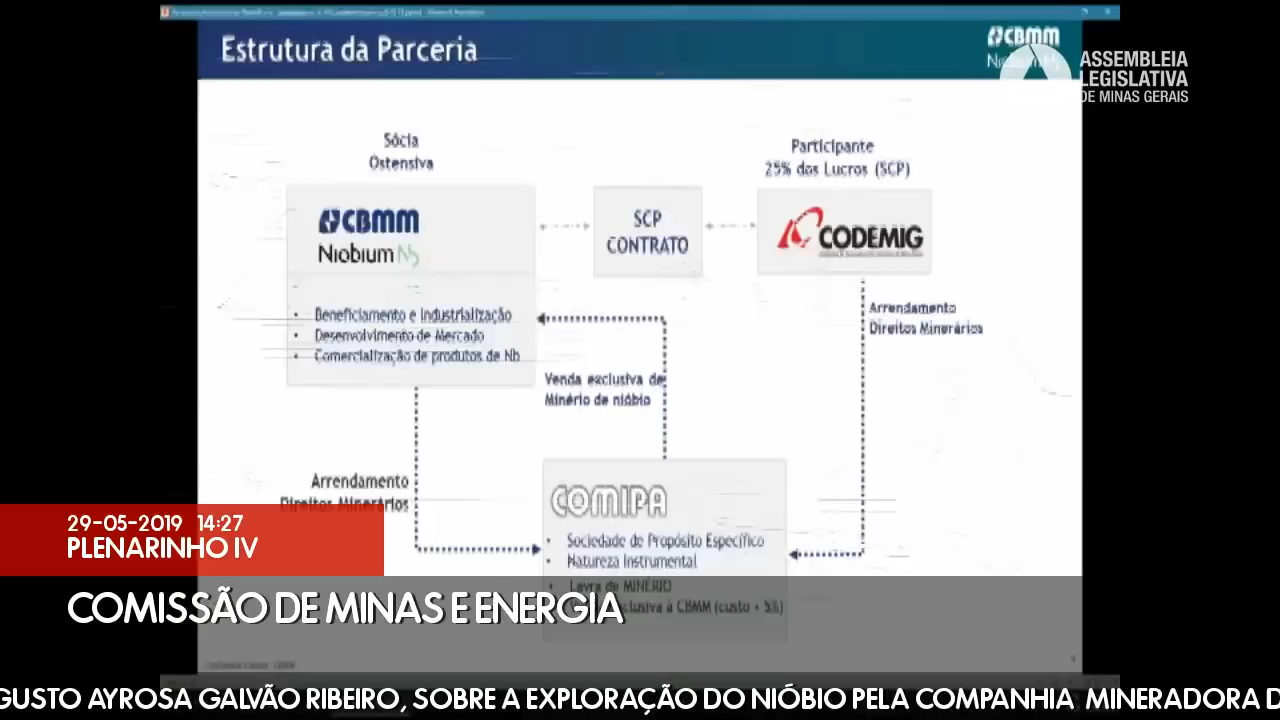 Estrutura da Parceria
CBMM
ASSEMBLEIA
LEGISLATIVA
DE MINAS GERAIS
Sócia
Ostensiva
Participante
25% dos Lucros (SCP)
CBMM
Niobium Nb
SCP
CONTRATO
CODEMIG
• Beneficiamento e Industrialização
• Desenvolvimento de Mercado
• Comercialização de produtos de Nb
Arrendamento
Direitos Minerários
Venda exclusiva de
Minério de nióbio
Arrendamento
Direitos Minerários
COMIPA
• Sociedade de Propósito Específico
• Natureza Instrumental
• Lavra de MINÉRIO
à CBMM (custo + 5%)
29-05-2019 14:27
PLENARINHO IV
COMISSÃO DE MINAS E ENERGIA
GUSTO AYROSA GALVÃO RIBEIRO, SOBRE A EXPLORAÇÃO DO NIÓBIO PELA COMPANHIA MINERADORA D